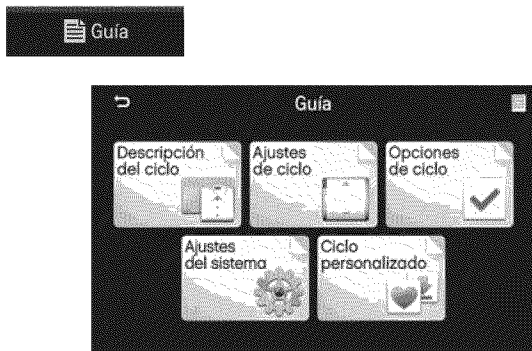 Guía
Guía
Descripción
del ciclo
Ajustes
de ciclo
Opciones
de ciclo
Ajustes
del sistema
Ciclo
personalizado